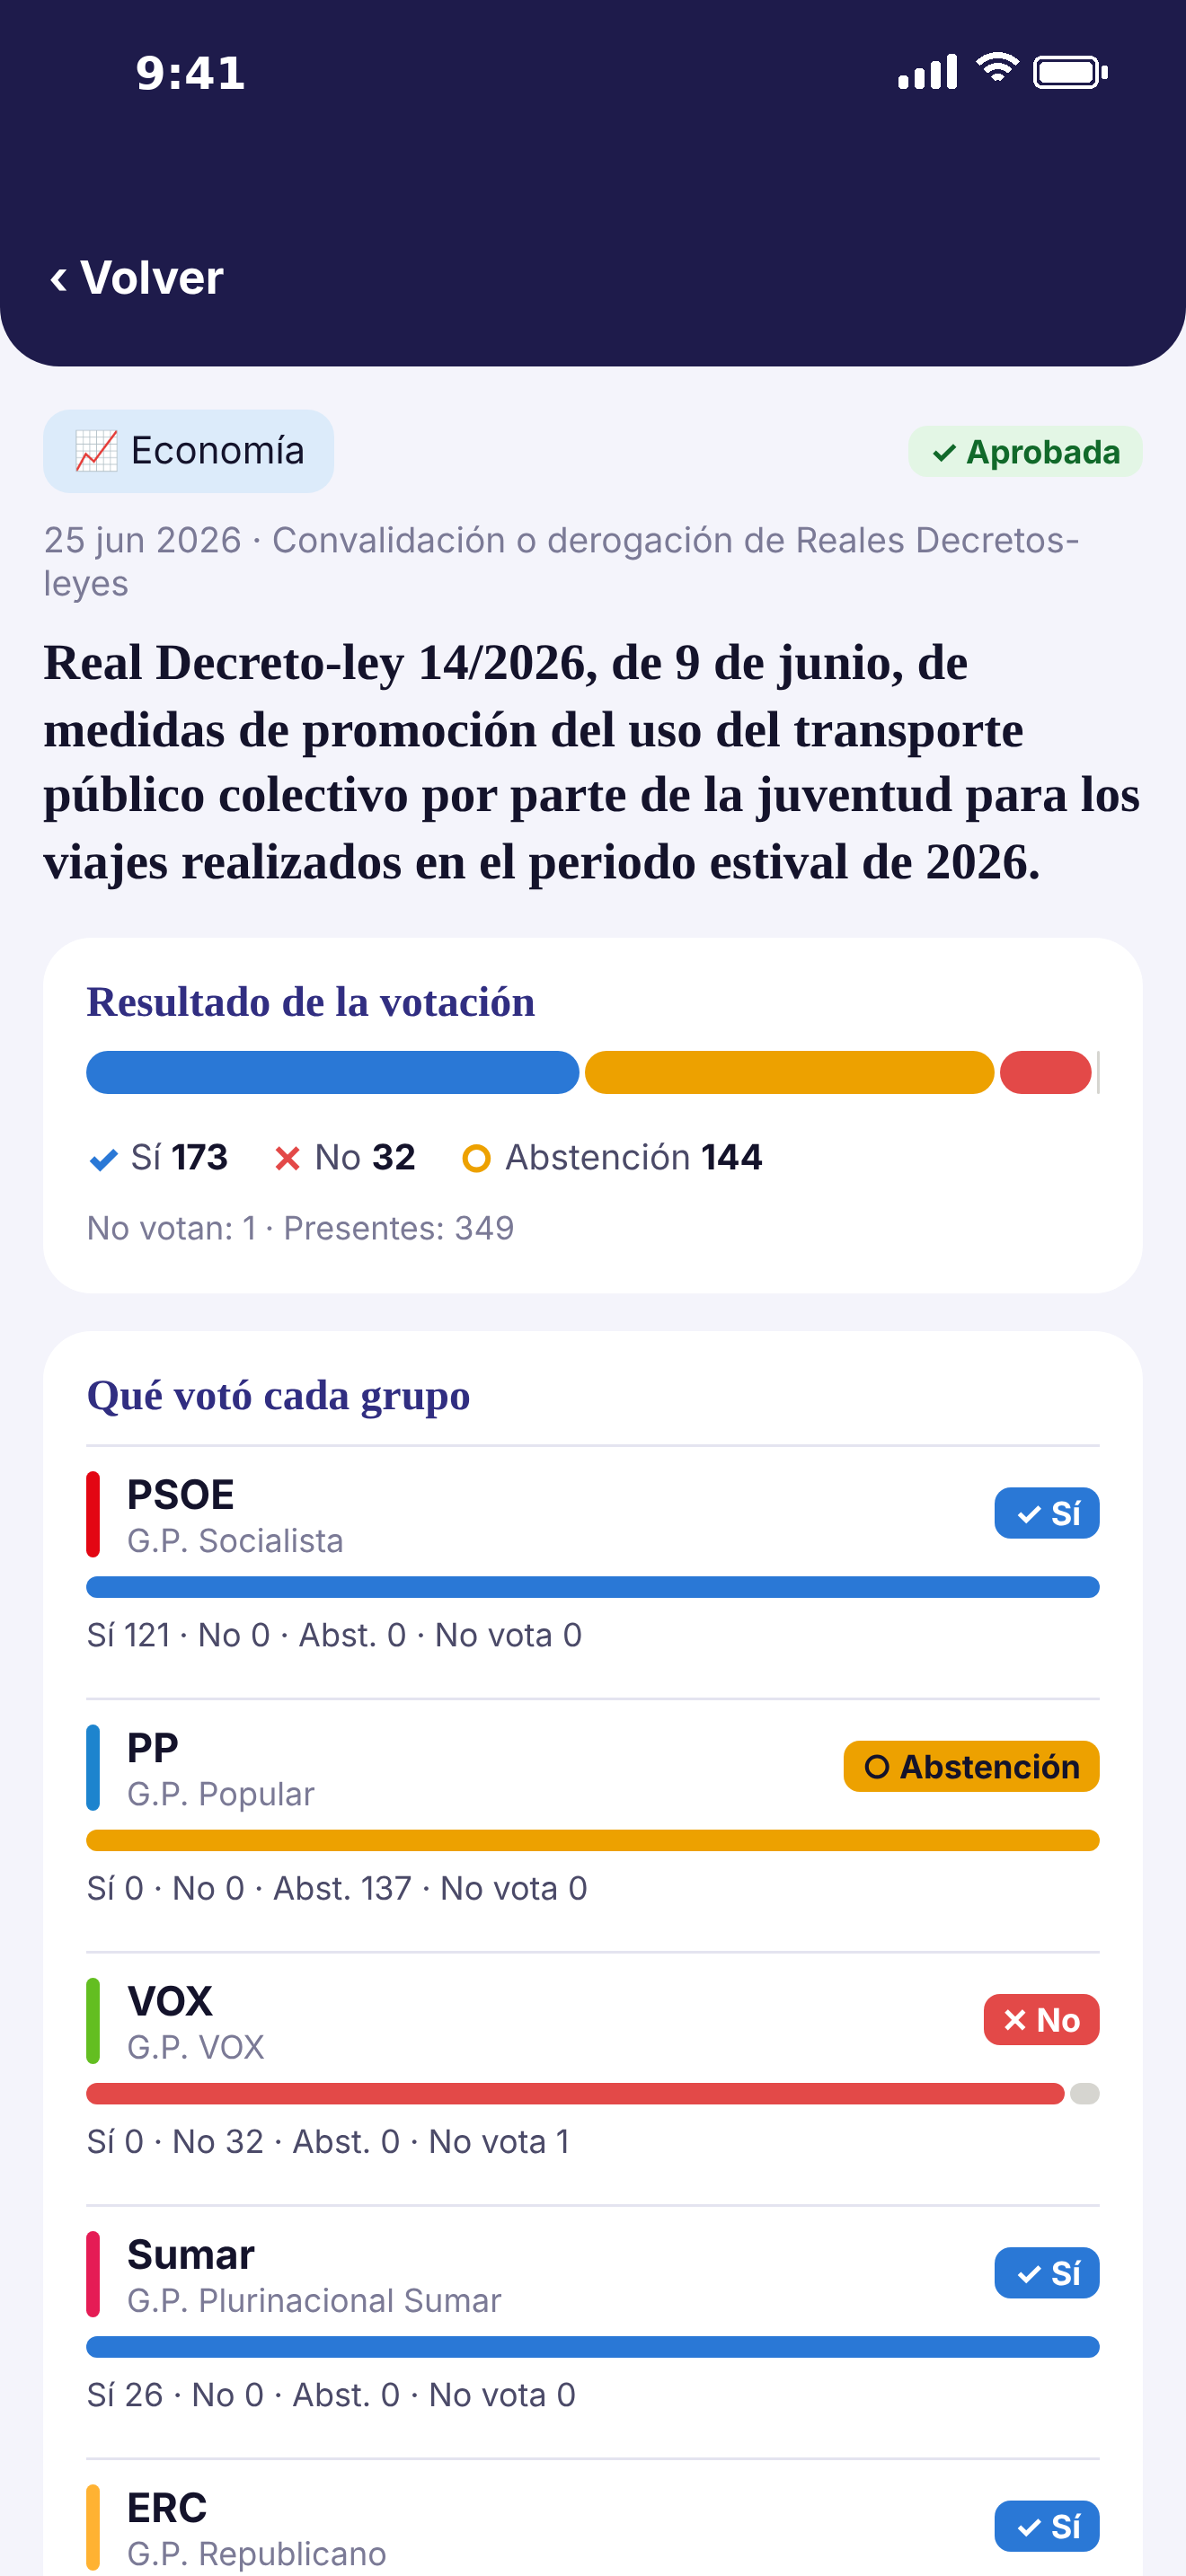 9:41
‹ Volver
📈 Economía
✓ Aprobada
25 jun 2026 · Convalidación o derogación de Reales Decretos-
leyes
Real Decreto-ley 14/2026, de 9 de junio, de
medidas de promoción del uso del transporte
público colectivo por parte de la juventud para los
viajes realizados en el periodo estival de 2026.
Resultado de la votación
✓ Sí 173 ✕ No 32 ○ Abstención 144
No votan: 1 · Presentes: 349
Qué votó cada grupo
PSOE
✓ Sí
G.P. Socialista
Sí 121 · No 0 · Abst. 0 · No vota 0
PP
○ Abstención
G.P. Popular
Sí 0 · No 0 · Abst. 137 · No vota 0
VOX
✕ No
G.P. VOX
Sí 0 · No 32 · Abst. 0 · No vota 1
Sumar
✓ Sí
G.P. Plurinacional Sumar
Sí 26 · No 0 · Abst. 0 · No vota 0
ERC
✓ Sí
G.P. Republicano